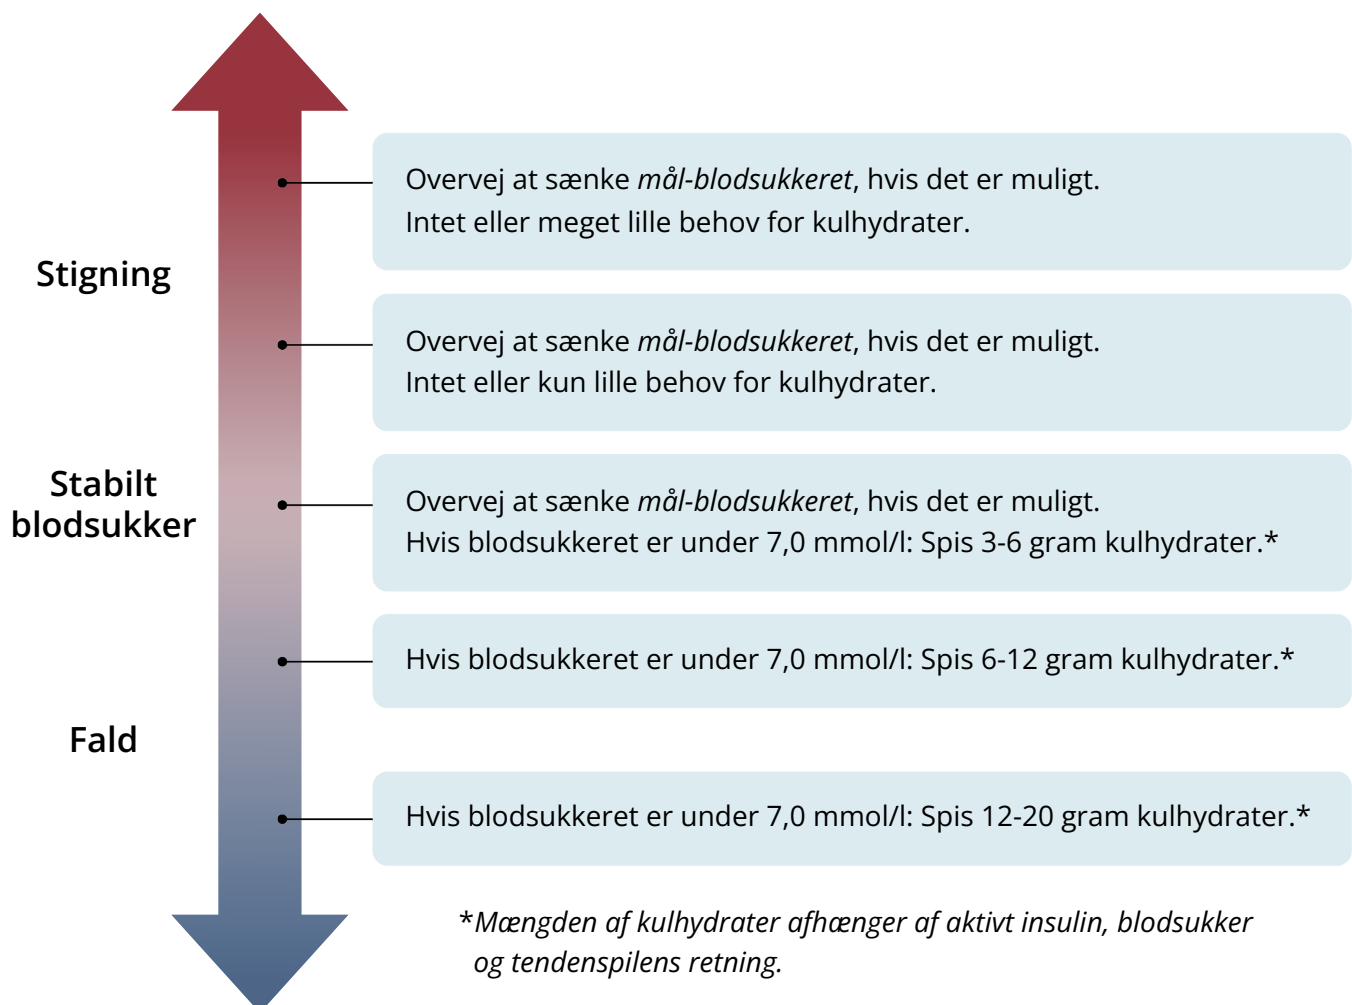 Overvej at sænke mål-blodsukkeret, hvis det er muligt.
Intet eller meget lille behov for kulhydrater.
Stigning
Overvej at sænke mål-blodsukkeret, hvis det er muligt.
Intet eller kun lille behov for kulhydrater.
Stabilt
blodsukker
Overvej at sænke mål-blodsukkeret, hvis det er muligt.
Hvis blodsukkeret er under 7,0 mmol/l: Spis 3-6 gram kulhydrater.*
Hvis blodsukkeret er under 7,0 mmol/l: Spis 6-12 gram kulhydrater.*
Fald
Hvis blodsukkeret er under 7,0 mmol/l: Spis 12-20 gram kulhydrater.*
*Mængden af kulhydrater afhænger af aktivt insulin, blodsukker
og tendenspilens retning.